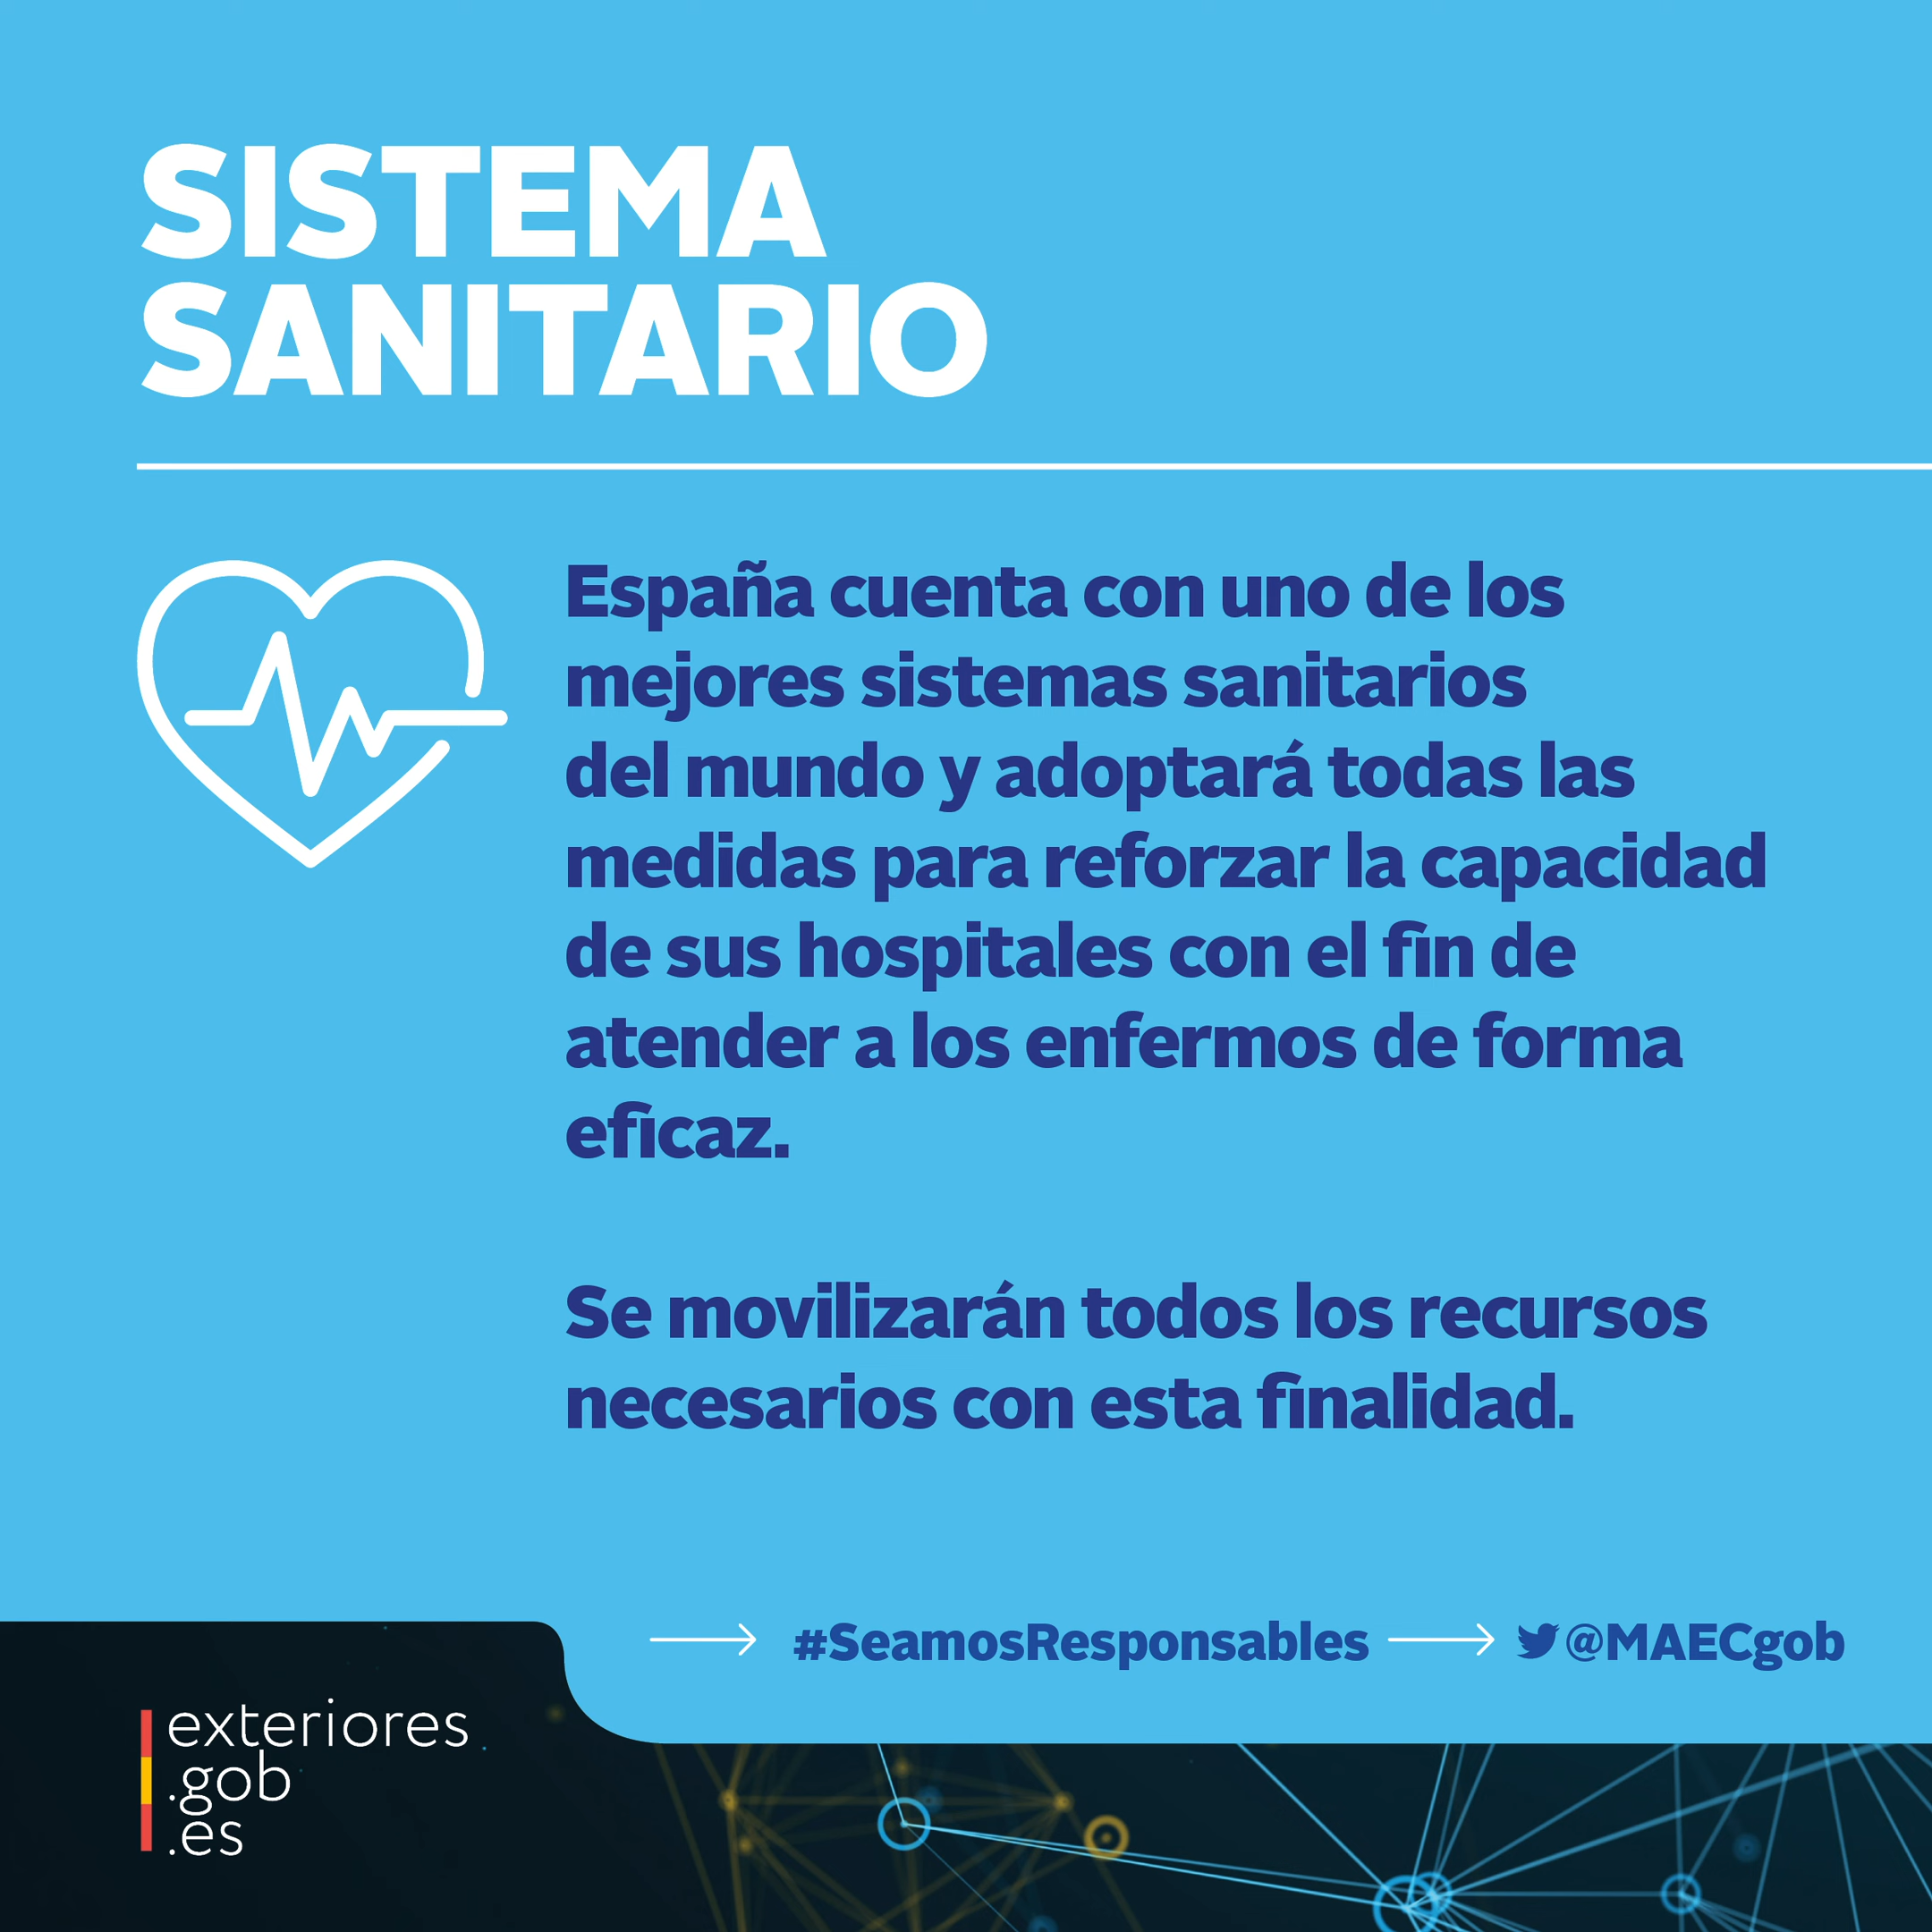 SISTEMA
SANITARIO
España cuenta con uno de los
mejores sistemas sanitarios
del mundo y adoptará todas las
medidas para reforzar la capacidad
de sus hospitales con el fin de
atender a los enfermos de forma
eficaz.
Se movilizarán todos los recursos
necesarios con esta finalidad.
#SeamosResponsables @MAECgob
exteriores
.gob
.es